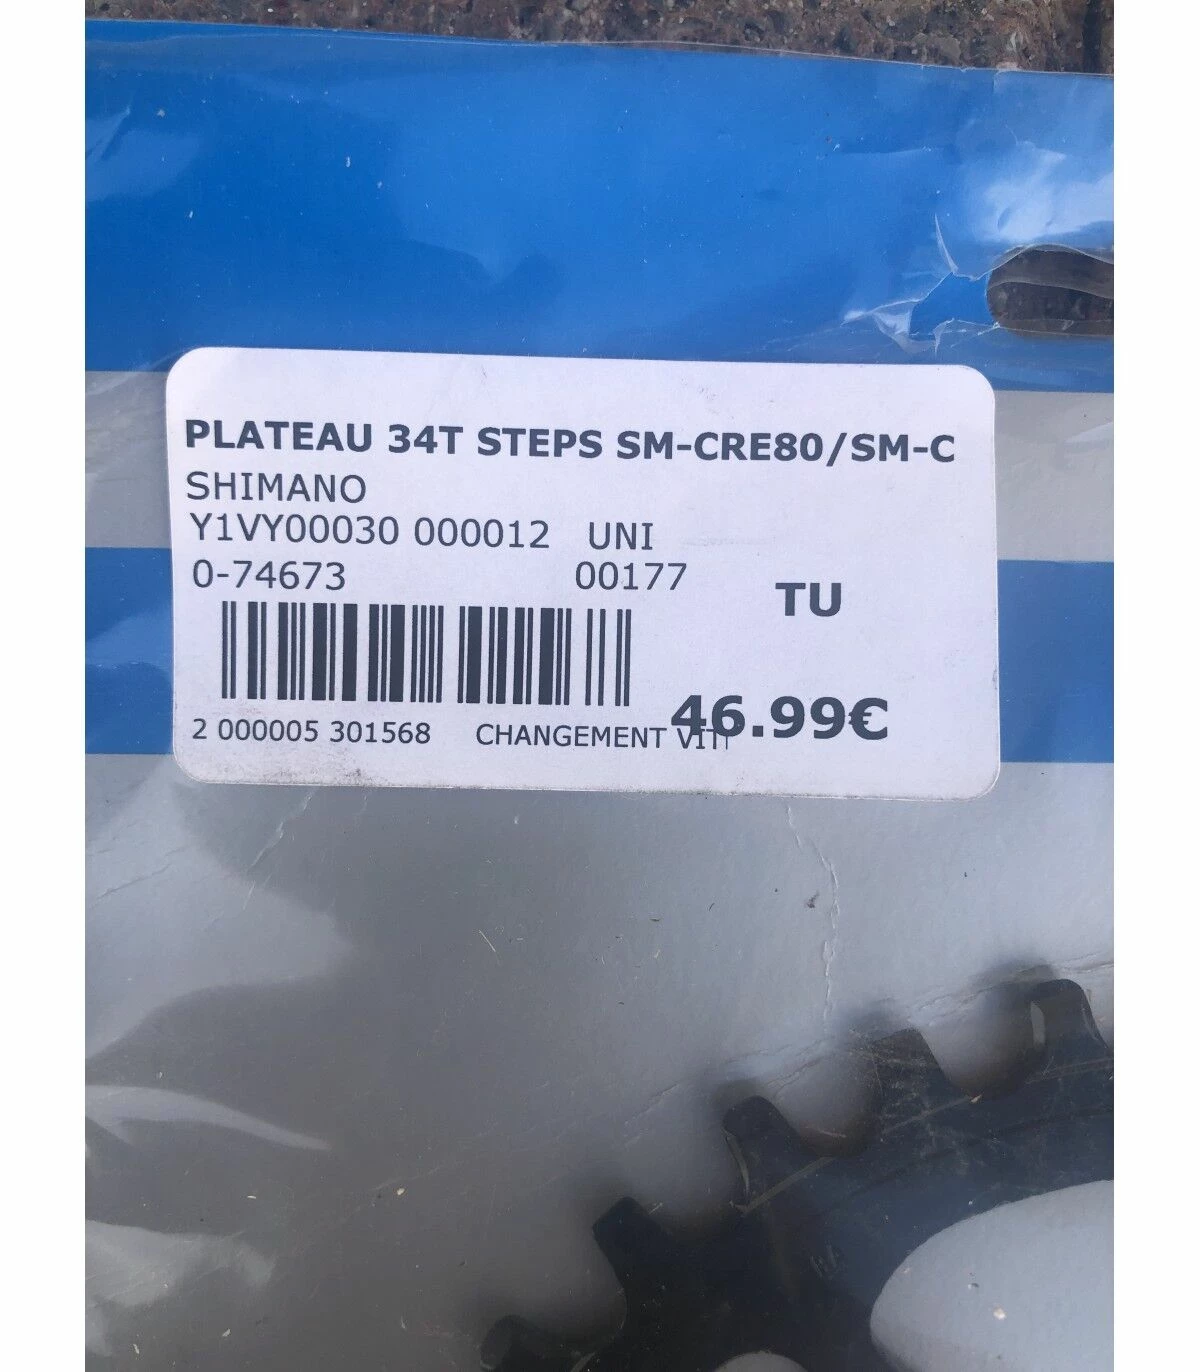 PLATEAU 34T STEPS SM-CRE80/SM-C
SHIMANO
Y1VY00030 000012 UNI
0-74673 00177 TU
46.99€
2 000005 301568 CHANGEMENT